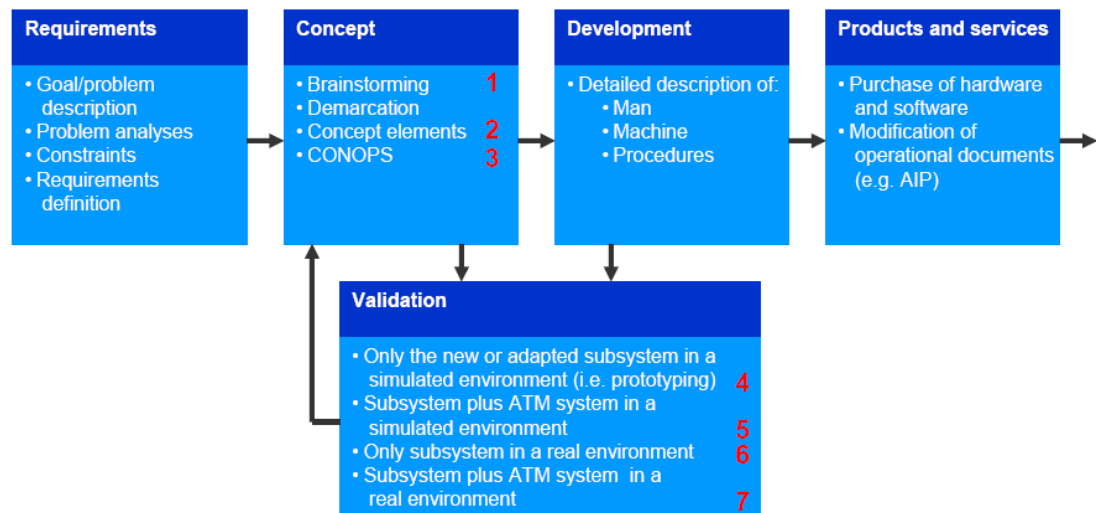 Requirements
• Goal/problem
description
• Problem analyses
• Constraints
• Requirements
definition
Concept
• Brainstorming 1
• Demarcation
• Concept elements 2
• CONOPS 3
Development
• Detailed description of:
• Man
• Machine
• Procedures
Products and services
• Purchase of hardware
and software
• Modification of
operational documents
(e.g. AIP)
Validation
• Only the new or adapted subsystem in a
simulated environment (i.e. prototyping) 4
• Subsystem plus ATM system in a
simulated environment 5
• Only subsystem in a real environment 6
• Subsystem plus ATM system in a
real environment 7